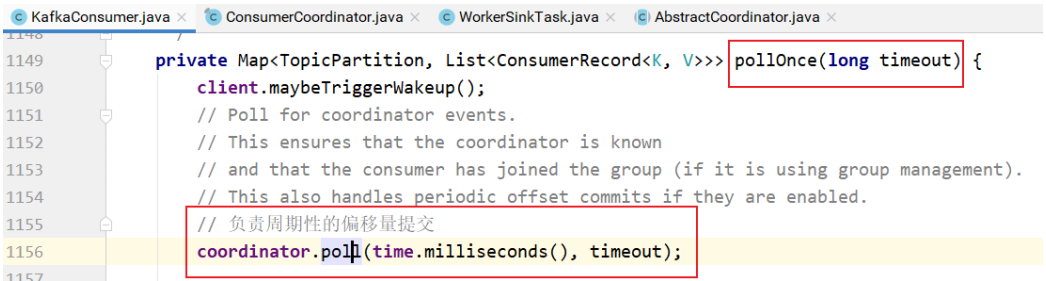 KafkaConsumer.java × ConsumerCoordinator.java × WorkerSinkTask.java × AbstractCoordinator.java ×
1148 */
1149 private Map<TopicPartition, List<ConsumerRecord<K, V>>> pollOnce(long timeout) {
1150 client.maybeTriggerWakeup();
1151 // Poll for coordinator events.
1152 // This ensures that the coordinator is known
1153 // and that the consumer has joined the group (if it is using group management).
1154 // This also handles periodic offset commits if they are enabled.
1155 // 负责周期性的偏移量提交
1156 coordinator.poll(time.milliseconds(), timeout);
1157